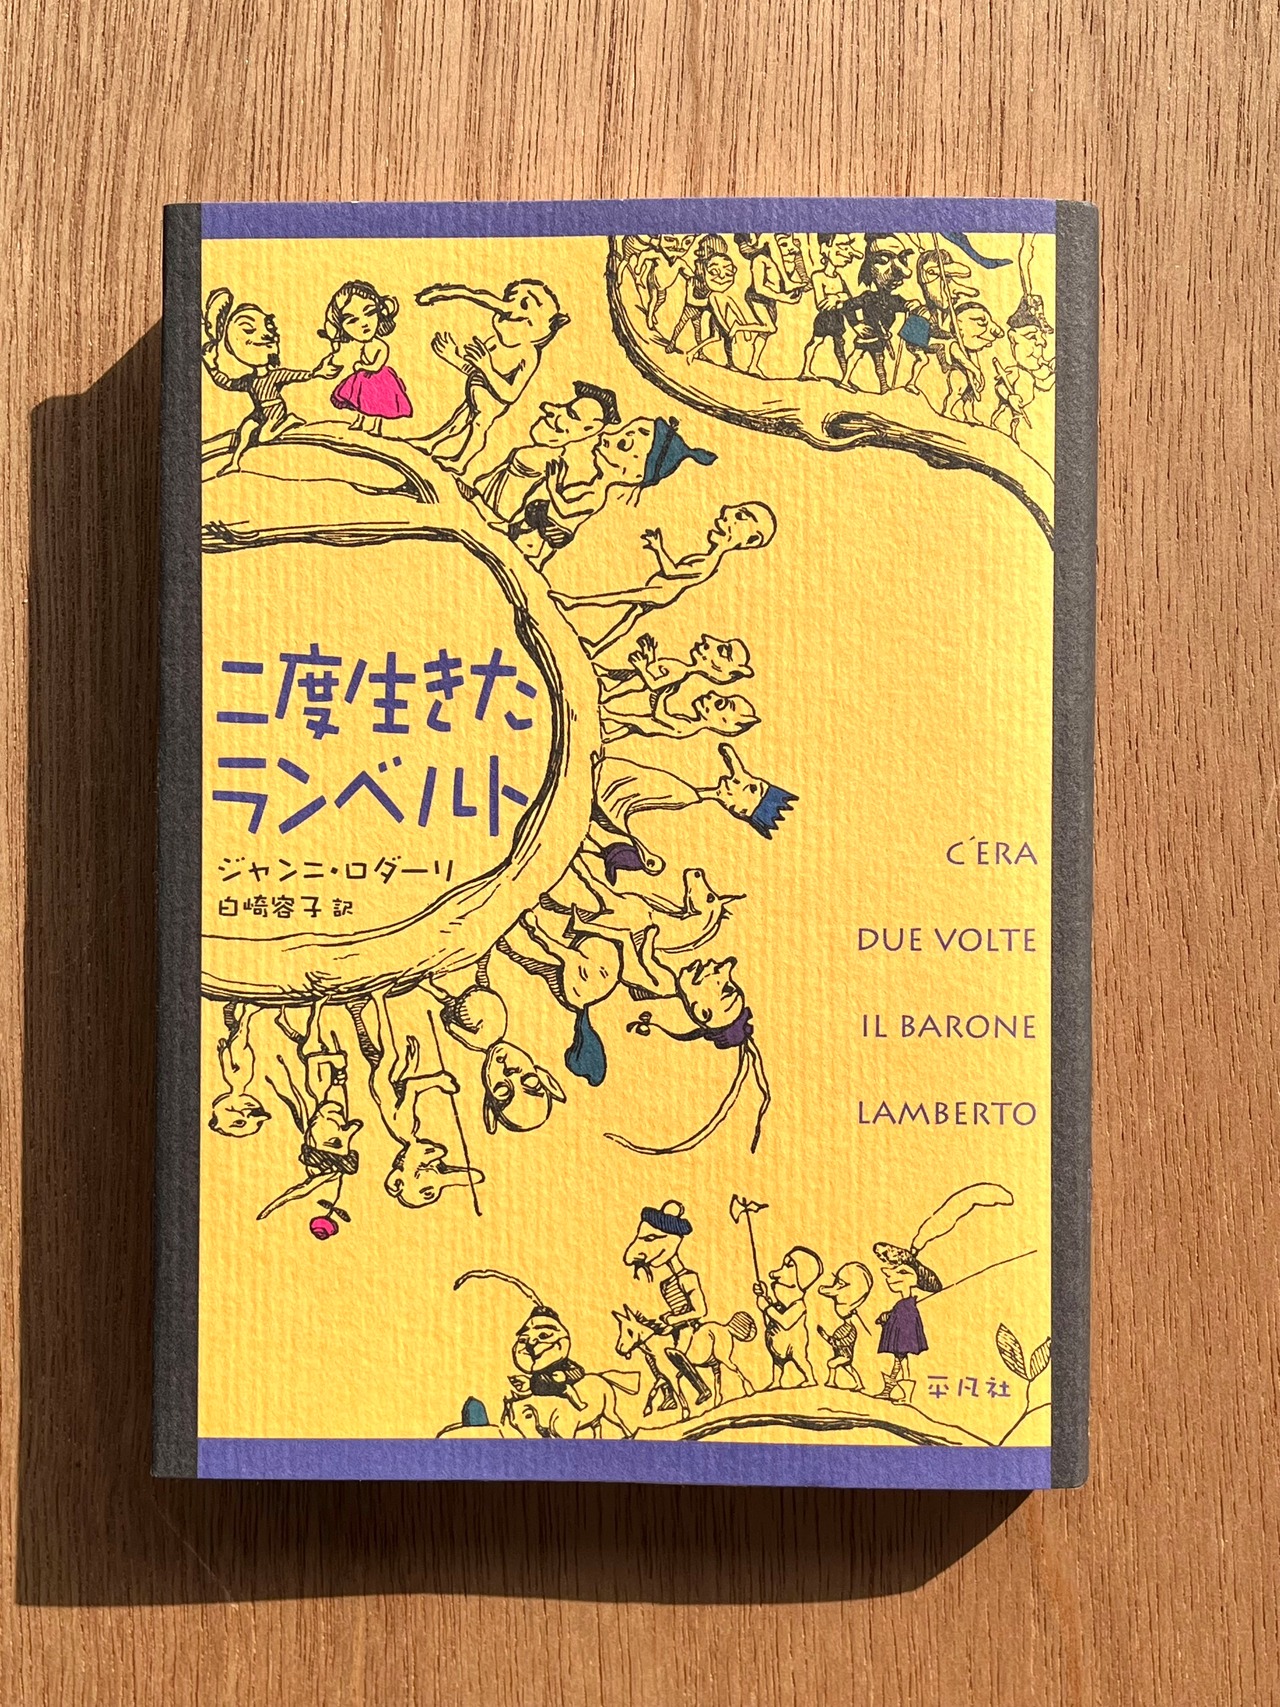 二度生きた
ランベルト
ジャンニ・ロダーリ
白崎容子 訳
C´ERA
DUE VOLTE
IL BARONE
LAMBERTO
平凡社